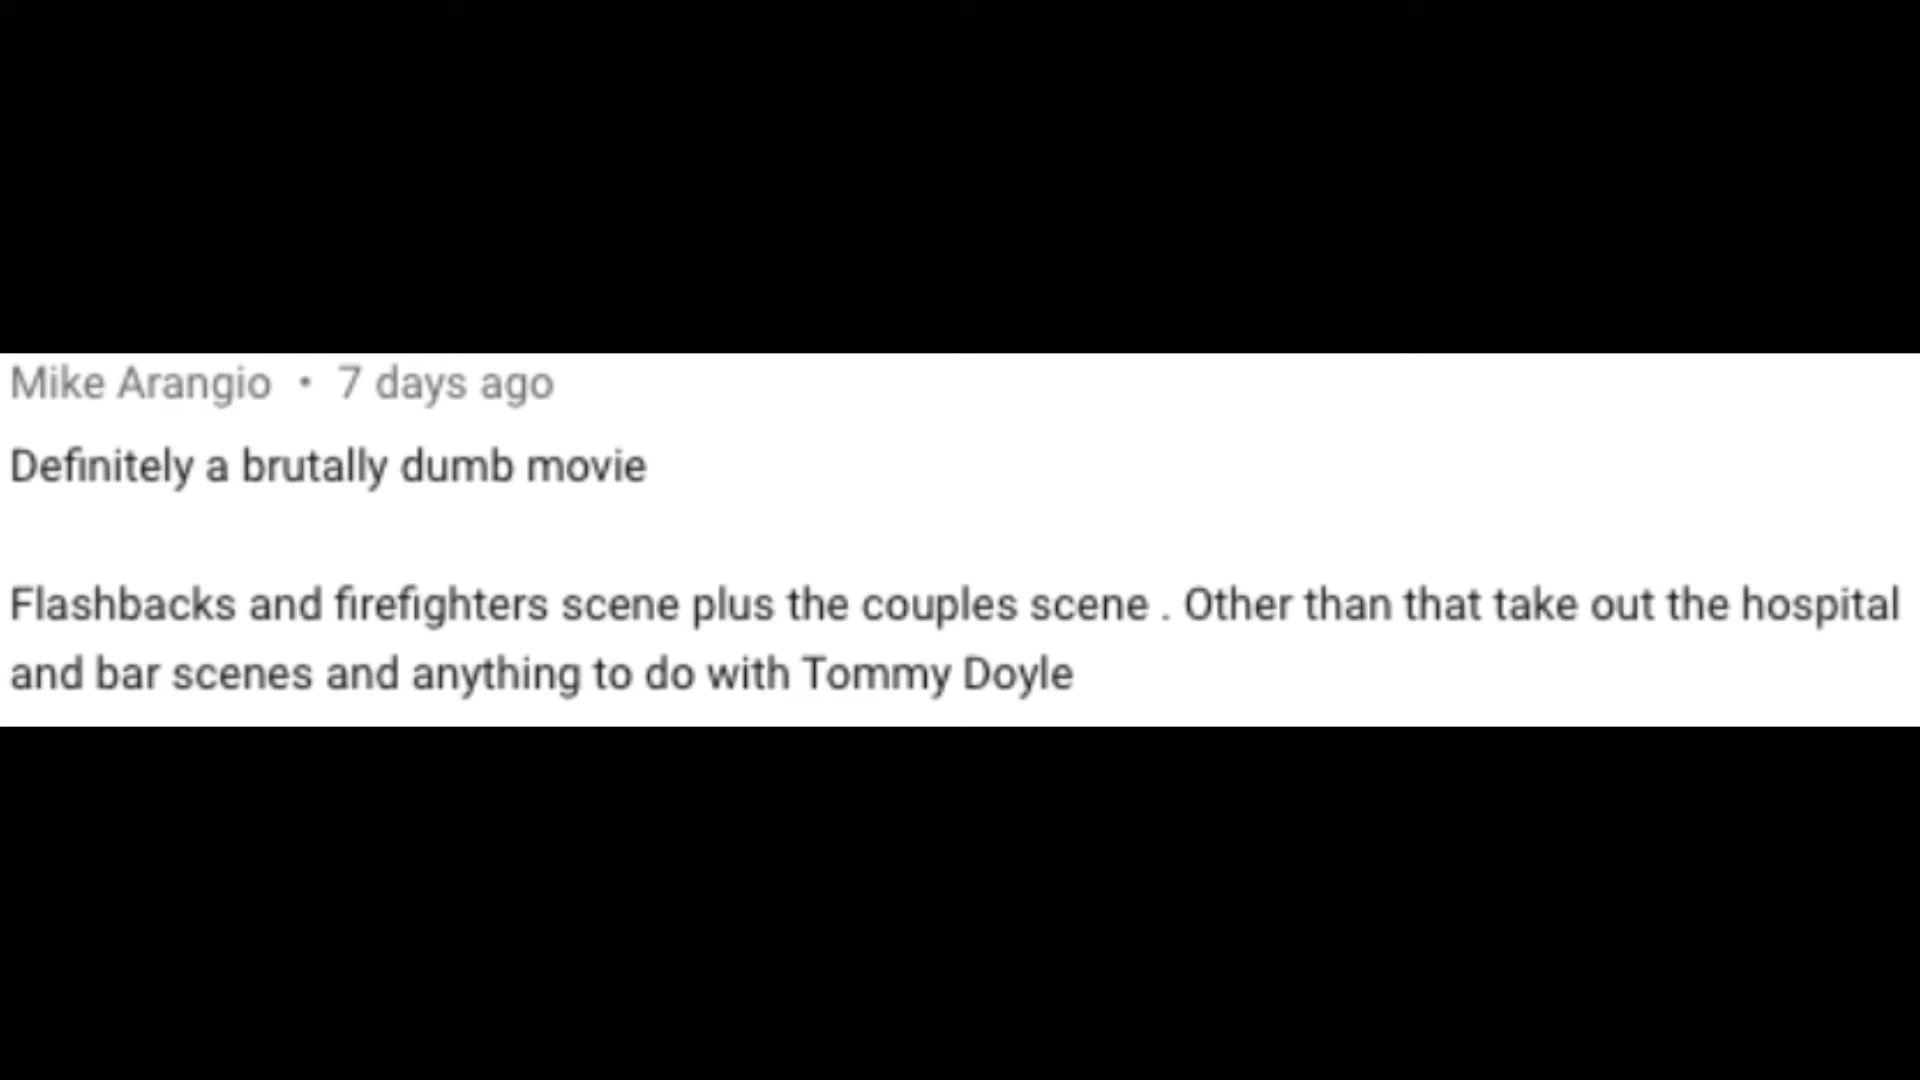 Mike Arangio • 7 days ago
Definitely a brutally dumb movie
Flashbacks and firefighters scene plus the couples scene . Other than that take out the hospital
and bar scenes and anything to do with Tommy Doyle